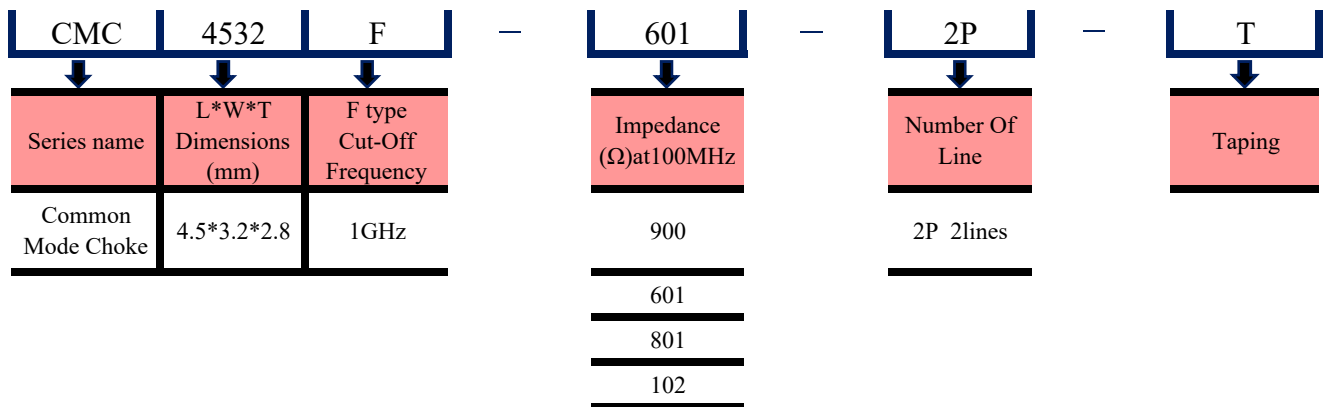 CMC 4532 F — 601 — 2P — T
Series name
L*W*T
Dimensions
(mm)
F type
Cut-Off
Frequency
Impedance
(Ω)at100MHz
Number Of
Line
Taping
Common
Mode Choke
4.5*3.2*2.8
1GHz
900
2P 2lines
601
801
102